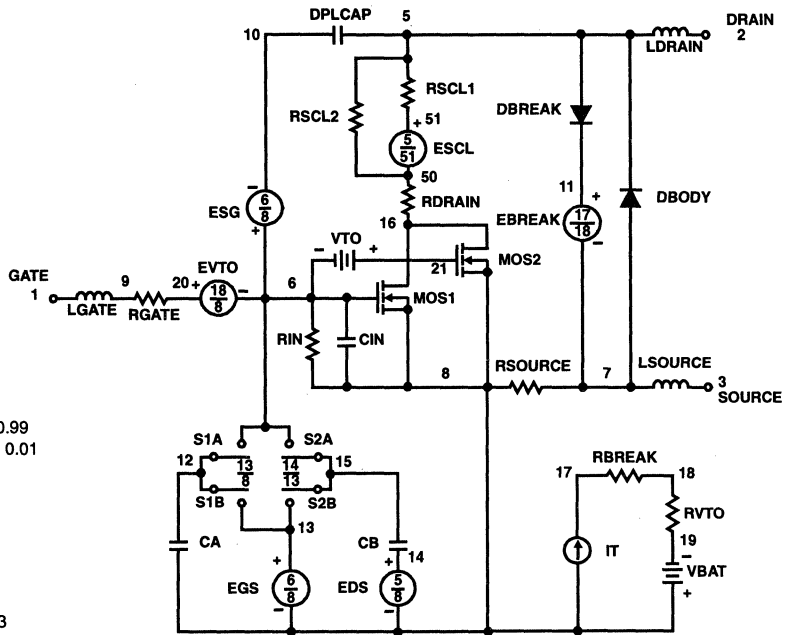 DPLCAP 5 DRAIN
10 2
LDRAIN
RSCL1
RSCL2 DBREAK
+ 51
5
51 ESCL
50
RDRAIN DBODY
11 +
16
ESG - 6
8 +
VTO
- +
EBREAK 17
18 -
21 MOS2
GATE
1 9 20 + EVTO 18
8 - 6
LGATE RGATE
MOS1
RIN CIN
8 RSOURCE 7 LSOURCE
3
SOURCE
0.99
0.01
S1A S2A
12 13
8 14
13 15
S1B S2B
13
17 RBREAK 18
RVTO
CA CB 14
IT 19
-
VBAT
+
+ +
EGS 6
8 EDS 5
8
- -
3